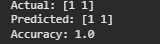 Actual: [1 1]
Predicted: [1 1]
Accuracy: 1.0